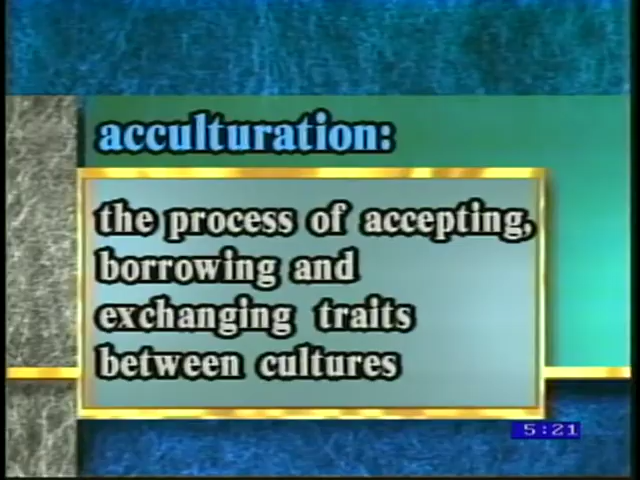 acculturation:
the process of accepting,
borrowing and
exchanging traits
between cultures
5:21